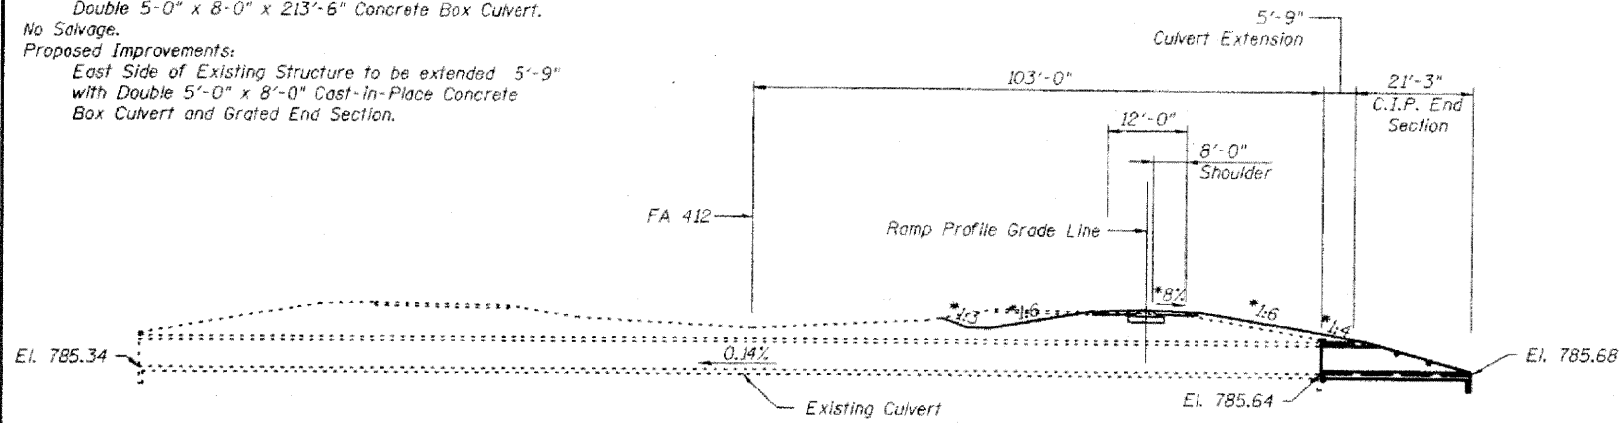 Double 5'-0" x 8'-0" x 213'-6" Concrete Box Culvert.
No Salvage.
Proposed Improvements:
East Side of Existing Structure to be extended 5'-9"
with Double 5'-0" x 8'-0" Cast-in-Place Concrete
Box Culvert and Grated End Section.
5'-9"
Culvert Extension
103'-0"
21'-3"
C.I.P. End
Section
12'-0"
8'-0"
Shoulder
FA 412
Ramp Profile Grade Line
*8%
*1:3
*1:6
*1:6
*1:4
El. 785.34
0.14%
El. 785.68
El. 785.64
Existing Culvert